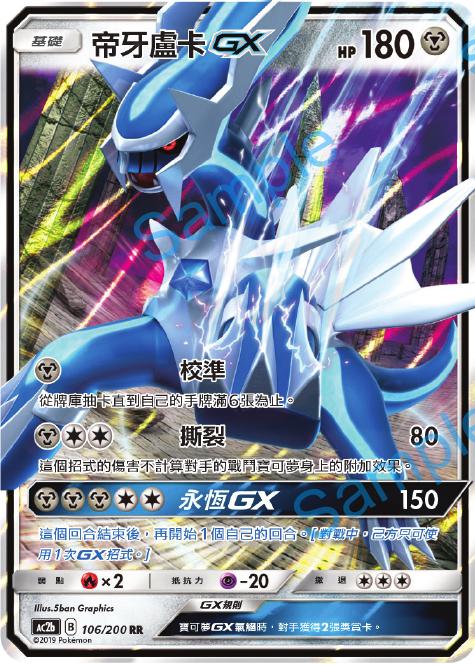 基礎 帝牙盧卡GX HP 180
Sample
校準
從牌庫抽卡直到自己的手牌滿6張為止。
撕裂 80
這個招式的傷害不計算對手的戰鬥寶可夢身上的附加效果。
永恆GX 150
這個回合結束後，再開始1個自己的回合。[對戰中，己方只可使
用1次GX招式。]
弱點 ×2 抵抗力 -20 撤退
Illus.5ban Graphics GX規則
AC2b B 106/200 RR 寶可夢GX氣絕時，對手獲得2張獎賞卡。
©2019 Pokémon
Sample